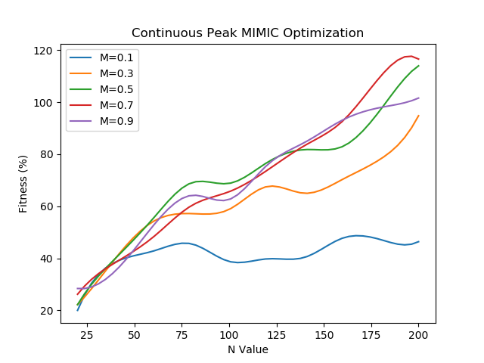 Continuous Peak MIMIC Optimization
M=0.1
M=0.3
M=0.5
M=0.7
M=0.9
Fitness (%)
120
100
80
60
40
20
25 50 75 100 125 150 175 200
N Value